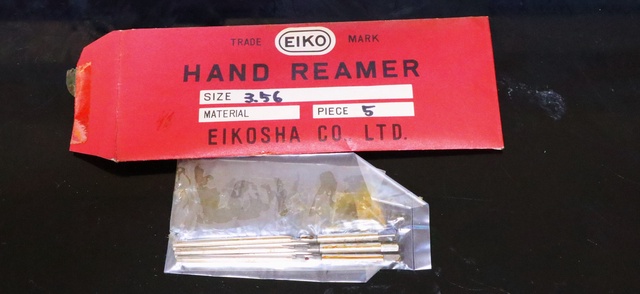 TRADE EIKO MARK
HAND REAMER
SIZE 3.56
MATERIAL PIECE 5
EIKOSHA CO. LTD.